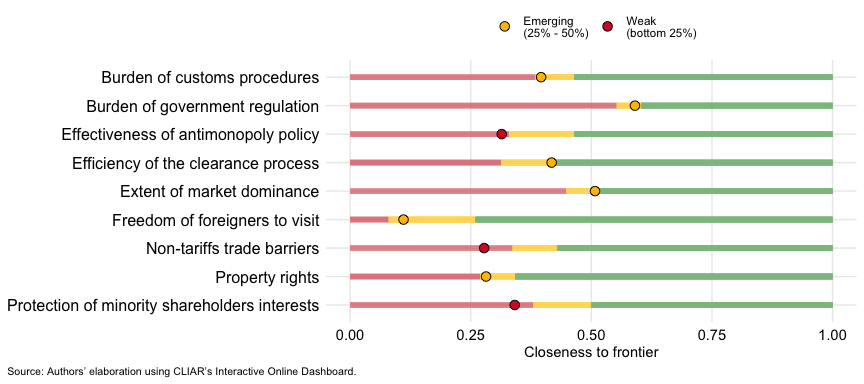 Emerging
(25% - 50%)
Weak
(bottom 25%)
Burden of customs procedures
Burden of government regulation
Effectiveness of antimonopoly policy
Efficiency of the clearance process
Extent of market dominance
Freedom of foreigners to visit
Non-tariffs trade barriers
Property rights
Protection of minority shareholders interests
0.00 0.25 0.50 0.75 1.00
Closeness to frontier
Source: Authors' elaboration using CLIAR's Interactive Online Dashboard.